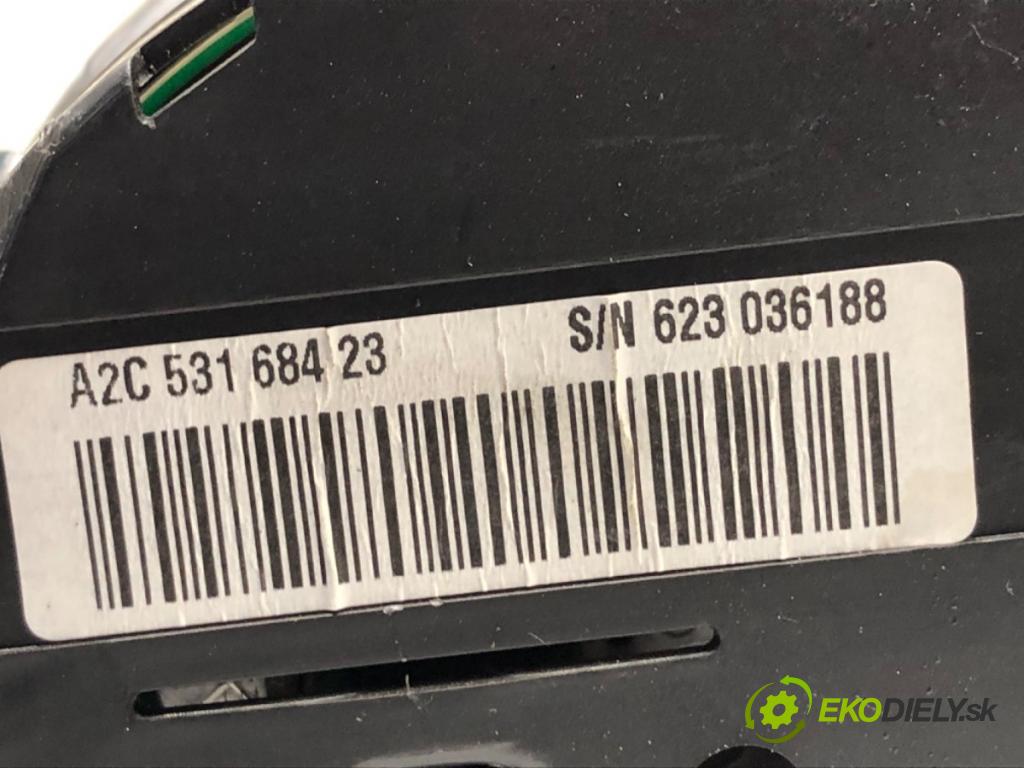 A2C 531 684 23 S/N 623 036188
EKODIELY.sk